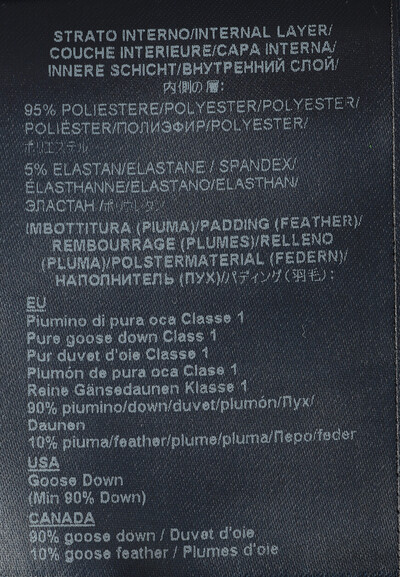 STRATO INTERNO/INTERNAL LAYER/
COUCHE INTERIEURE/CAPA INTERNA/
INNERE SCHICHT/ВНУТРЕННИЙ СЛОЙ/
内側の層:
95% POLIESTERE/POLYESTER/POLYESTER/
POLIÉSTER/ПОЛИЭФИР/POLYESTER/
ポリエステル
5% ELASTAN/ELASTANE / SPANDEX/
ÉLASTHANNE/ELASTANO/ELASTHAN/
ЭЛАСТАН /ポリウレタン
IMBOTTITURA (PIUMA)/PADDING (FEATHER)/
REMBOURRAGE (PLUMES)/RELLENO
(PLUMA)/POLSTERMATERIAL (FEDERN)/
НАПОЛНИТЕЛЬ (ПУХ)/パディング(羽毛):
EU
Piumino di pura oca Classe 1
Pure goose down Class 1
Pur duvet d'oie Classe 1
Plumón de pura oca Clase 1
Reine Gänsedaunen Klasse 1
90% piumino/down/duvet/plumón/Пух/
Daunen
10% piuma/feather/plume/pluma/Перо/feder
USA
Goose Down
(Min 90% Down)
CANADA
90% goose down / Duvet d'oie
10% goose feather / Plumes d'oie